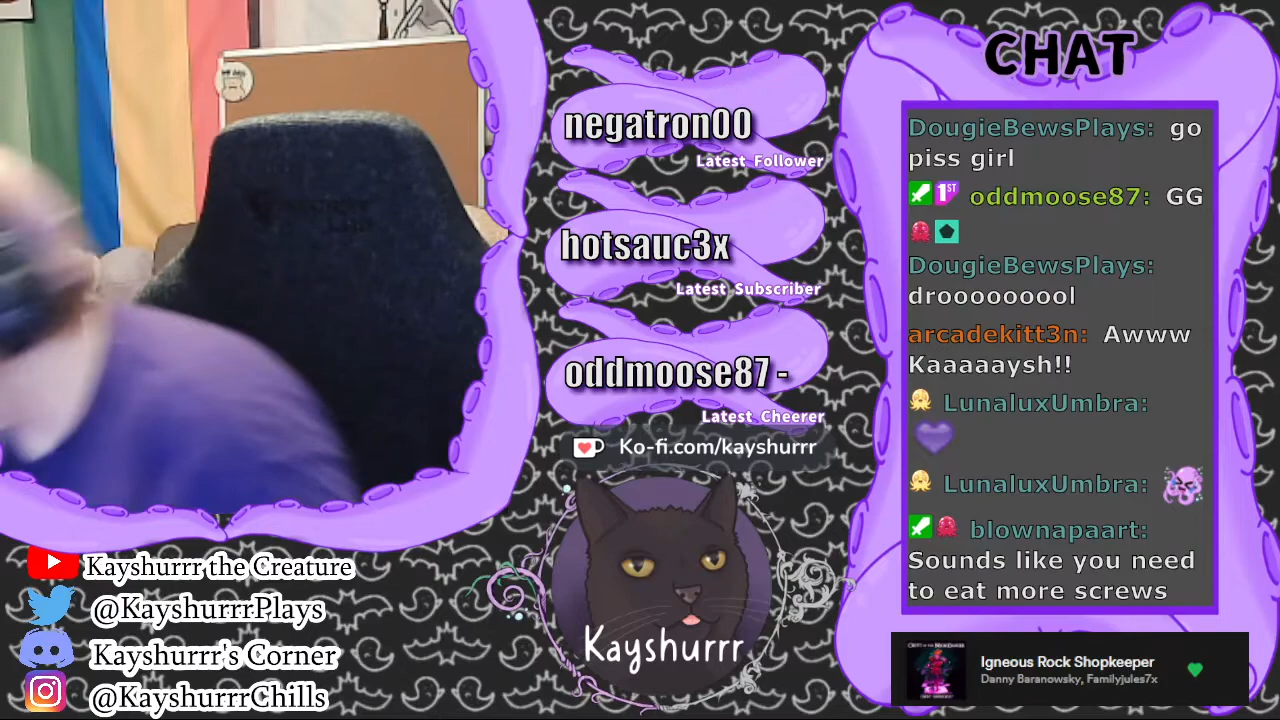 negatron00
Latest Follower
hotsauc3x
Latest Subscriber
oddmoose87 -
Latest Cheerer
Ko-fi.com/kayshurrr
Kayshurrr
Kayshurrr the Creature
@KayshurrrPlays
Kayshurrr's Corner
@KayshurrrChills
CHAT
DougieBewsPlays: go
piss girl
1ST oddmoose87: GG
DougieBewsPlays:
drooooooool
arcadekitt3n: Awww
Kaaaaaysh!!
LunaluxUmbra:
LunaluxUmbra:
blownapaart:
Sounds like you need
to eat more screws
Igneous Rock Shopkeeper
Danny Baranowsky, Familyjules7x